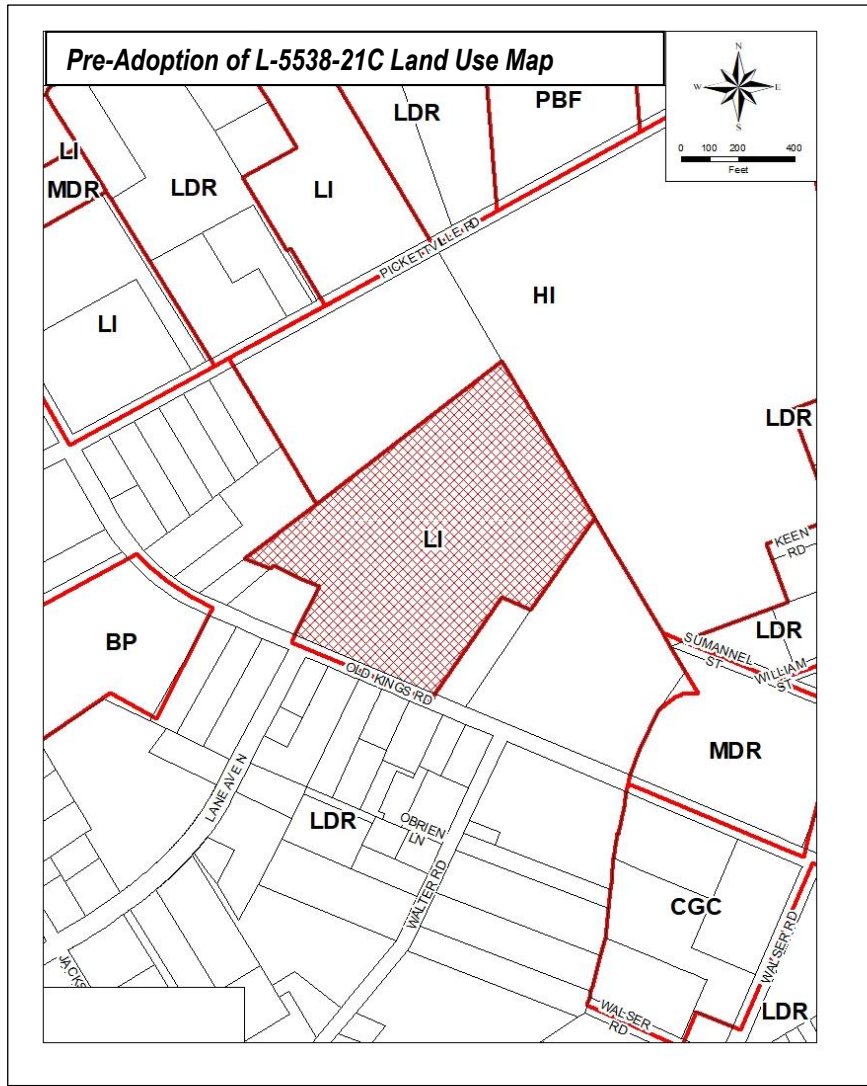 Pre-Adoption of L-5538-21C Land Use Map
N
W
E
S
0 100 200 400
Feet
LDR
PBF
LI
MDR
LDR
LI
PICKETTVILLE RD
HI
LI
LDR
LI
KEEN
RD
BP
LDR
SUMANNEL
ST
WILLIAM
ST
OLD KINGS RD
MDR
LANE AVE N
LDR
OBRIEN
LN
WALTER RD
CGC
WALSER RD
JACKS
WALSER
RD
LDR